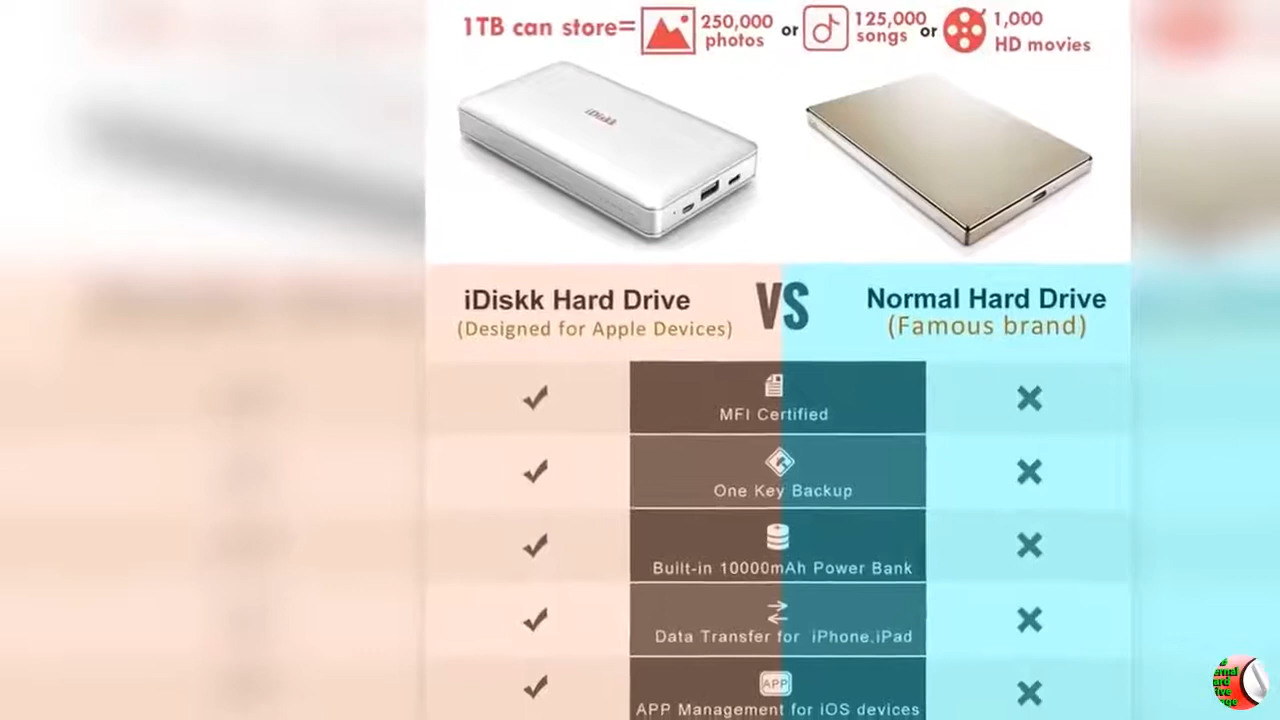 1TB can store= 250,000 photos or 125,000 songs or 1,000 HD movies
iDiskk
iDiskk Hard Drive VS Normal Hard Drive
(Designed for Apple Devices) (Famous brand)
MFI Certified
One Key Backup
Built-in 10000mAh Power Bank
Data Transfer for iPhone.iPad
APP
APP Management for iOS devices